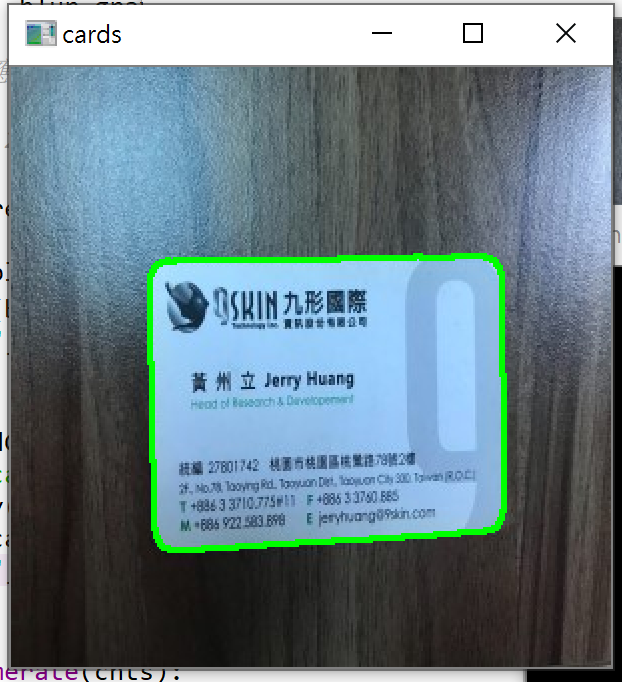 blur, gray
cards
9SKIN 九形國際
Technology Inc. 資訊股份有限公司
9
黃 州 立 Jerry Huang
Head of Research & Developement
統編 27801742 桃園市桃園區桃鶯路78號2樓
2F., No.78, Taoying Rd., Taoyuan Dist., Taoyuan City 330, Taiwan (R.O.C.)
T +886 3 3710.775#11 F +886 3 3760.885
M +886 922.583.898 E jerryhuang@9skin.com
merate(cnts):